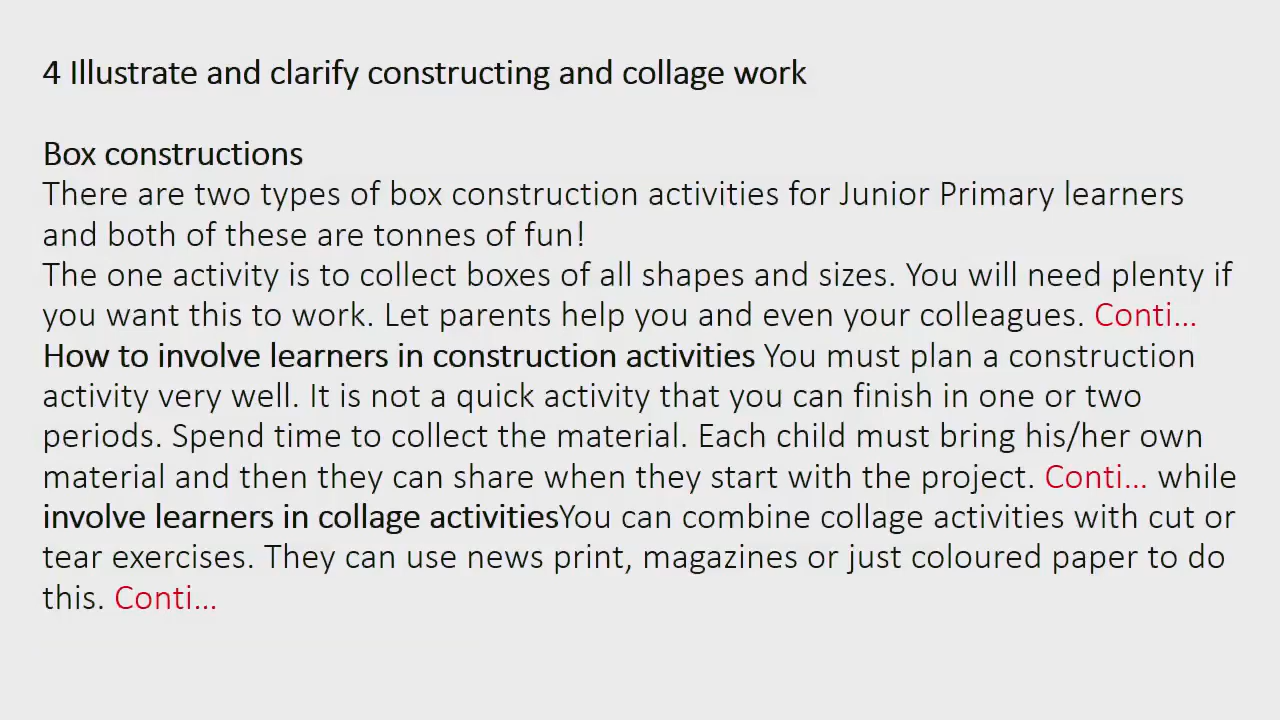 4 Illustrate and clarify constructing and collage work
Box constructions
There are two types of box construction activities for Junior Primary learners
and both of these are tonnes of fun!
The one activity is to collect boxes of all shapes and sizes. You will need plenty if
you want this to work. Let parents help you and even your colleagues. Conti...
How to involve learners in construction activities You must plan a construction
activity very well. It is not a quick activity that you can finish in one or two
periods. Spend time to collect the material. Each child must bring his/her own
material and then they can share when they start with the project. Conti... while
involve learners in collage activitiesYou can combine collage activities with cut or
tear exercises. They can use news print, magazines or just coloured paper to do
this. Conti...